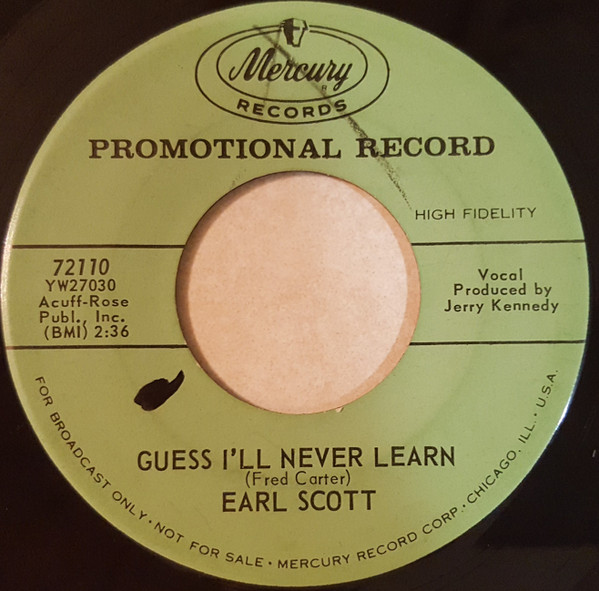 Mercury
RECORDS
PROMOTIONAL RECORD
HIGH FIDELITY
72110
YW27030
Acuff-Rose
Publ., Inc.
(BMI) 2:36
Vocal
Produced by
Jerry Kennedy
GUESS I'LL NEVER LEARN
(Fred Carter)
EARL SCOTT
FOR BROADCAST ONLY · NOT FOR SALE · MERCURY RECORD CORP. · CHICAGO, ILL. · U.S.A.